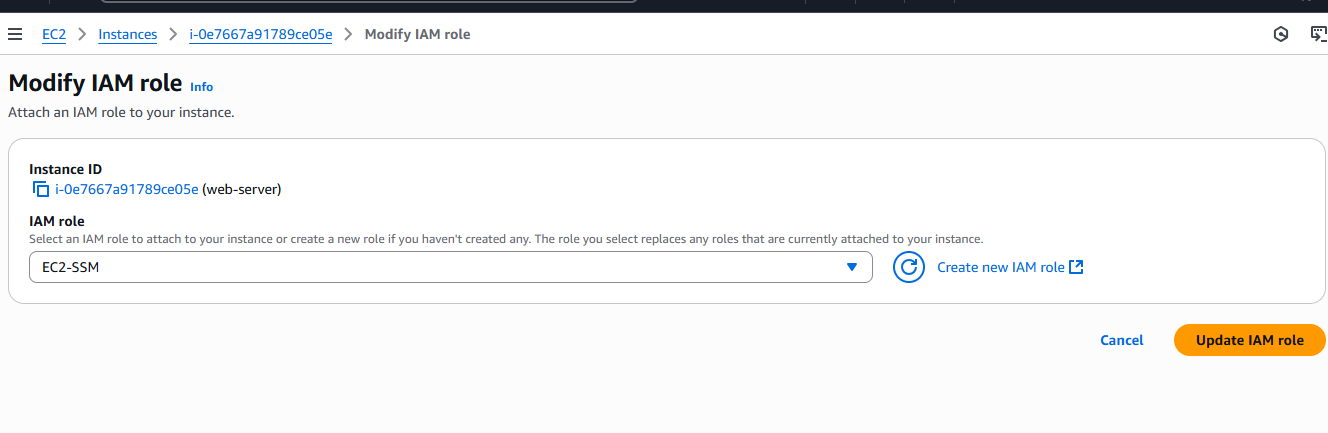 EC2 > Instances > i-0e7667a91789ce05e > Modify IAM role
Modify IAM role Info
Attach an IAM role to your instance.
Instance ID
i-0e7667a91789ce05e (web-server)
IAM role
Select an IAM role to attach to your instance or create a new role if you haven't created any. The role you select replaces any roles that are currently attached to your instance.
EC2-SSM
Create new IAM role
Cancel
Update IAM role